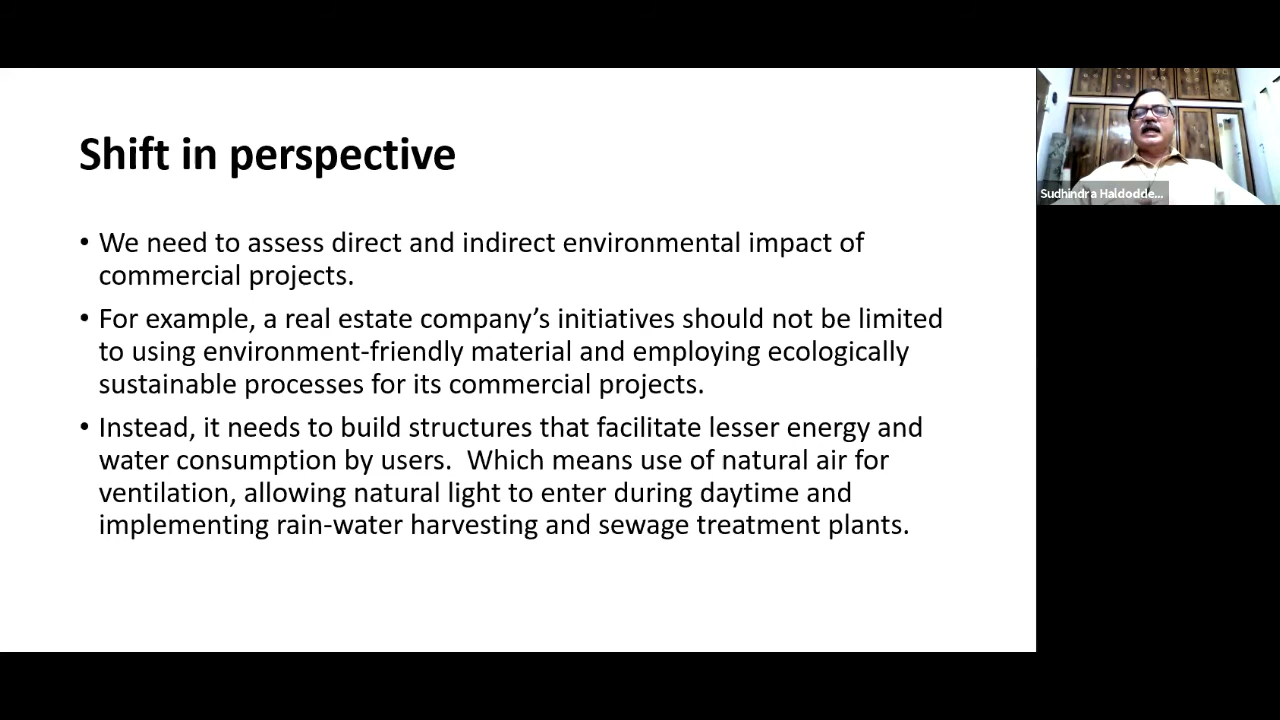 Shift in perspective
• We need to assess direct and indirect environmental impact of
commercial projects.
• For example, a real estate company’s initiatives should not be limited
to using environment-friendly material and employing ecologically
sustainable processes for its commercial projects.
• Instead, it needs to build structures that facilitate lesser energy and
water consumption by users.  Which means use of natural air for
ventilation, allowing natural light to enter during daytime and
implementing rain-water harvesting and sewage treatment plants.
Sudhindra Haldodde...